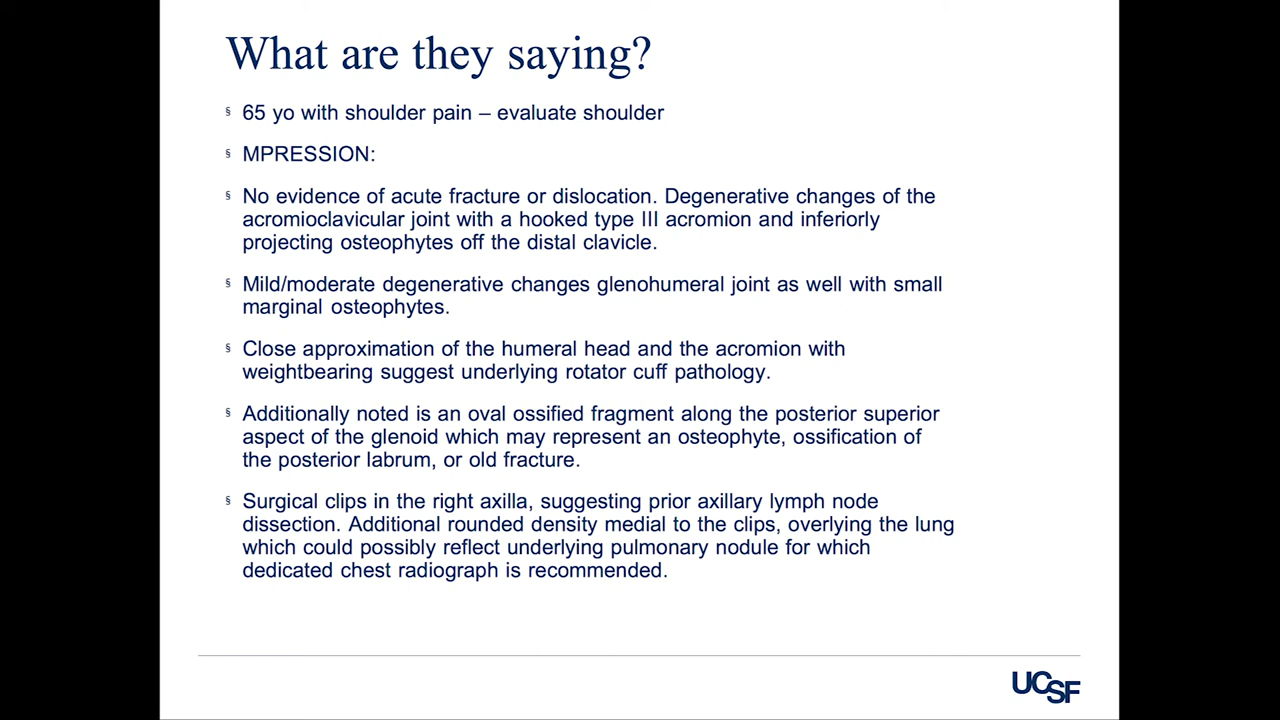 What are they saying?
§ 65 yo with shoulder pain – evaluate shoulder
§ MPRESSION:
§ No evidence of acute fracture or dislocation. Degenerative changes of the
acromioclavicular joint with a hooked type III acromion and inferiorly
projecting osteophytes off the distal clavicle.
§ Mild/moderate degenerative changes glenohumeral joint as well with small
marginal osteophytes.
§ Close approximation of the humeral head and the acromion with
weightbearing suggest underlying rotator cuff pathology.
§ Additionally noted is an oval ossified fragment along the posterior superior
aspect of the glenoid which may represent an osteophyte, ossification of
the posterior labrum, or old fracture.
§ Surgical clips in the right axilla, suggesting prior axillary lymph node
dissection. Additional rounded density medial to the clips, overlying the lung
which could possibly reflect underlying pulmonary nodule for which
dedicated chest radiograph is recommended.
UCSF